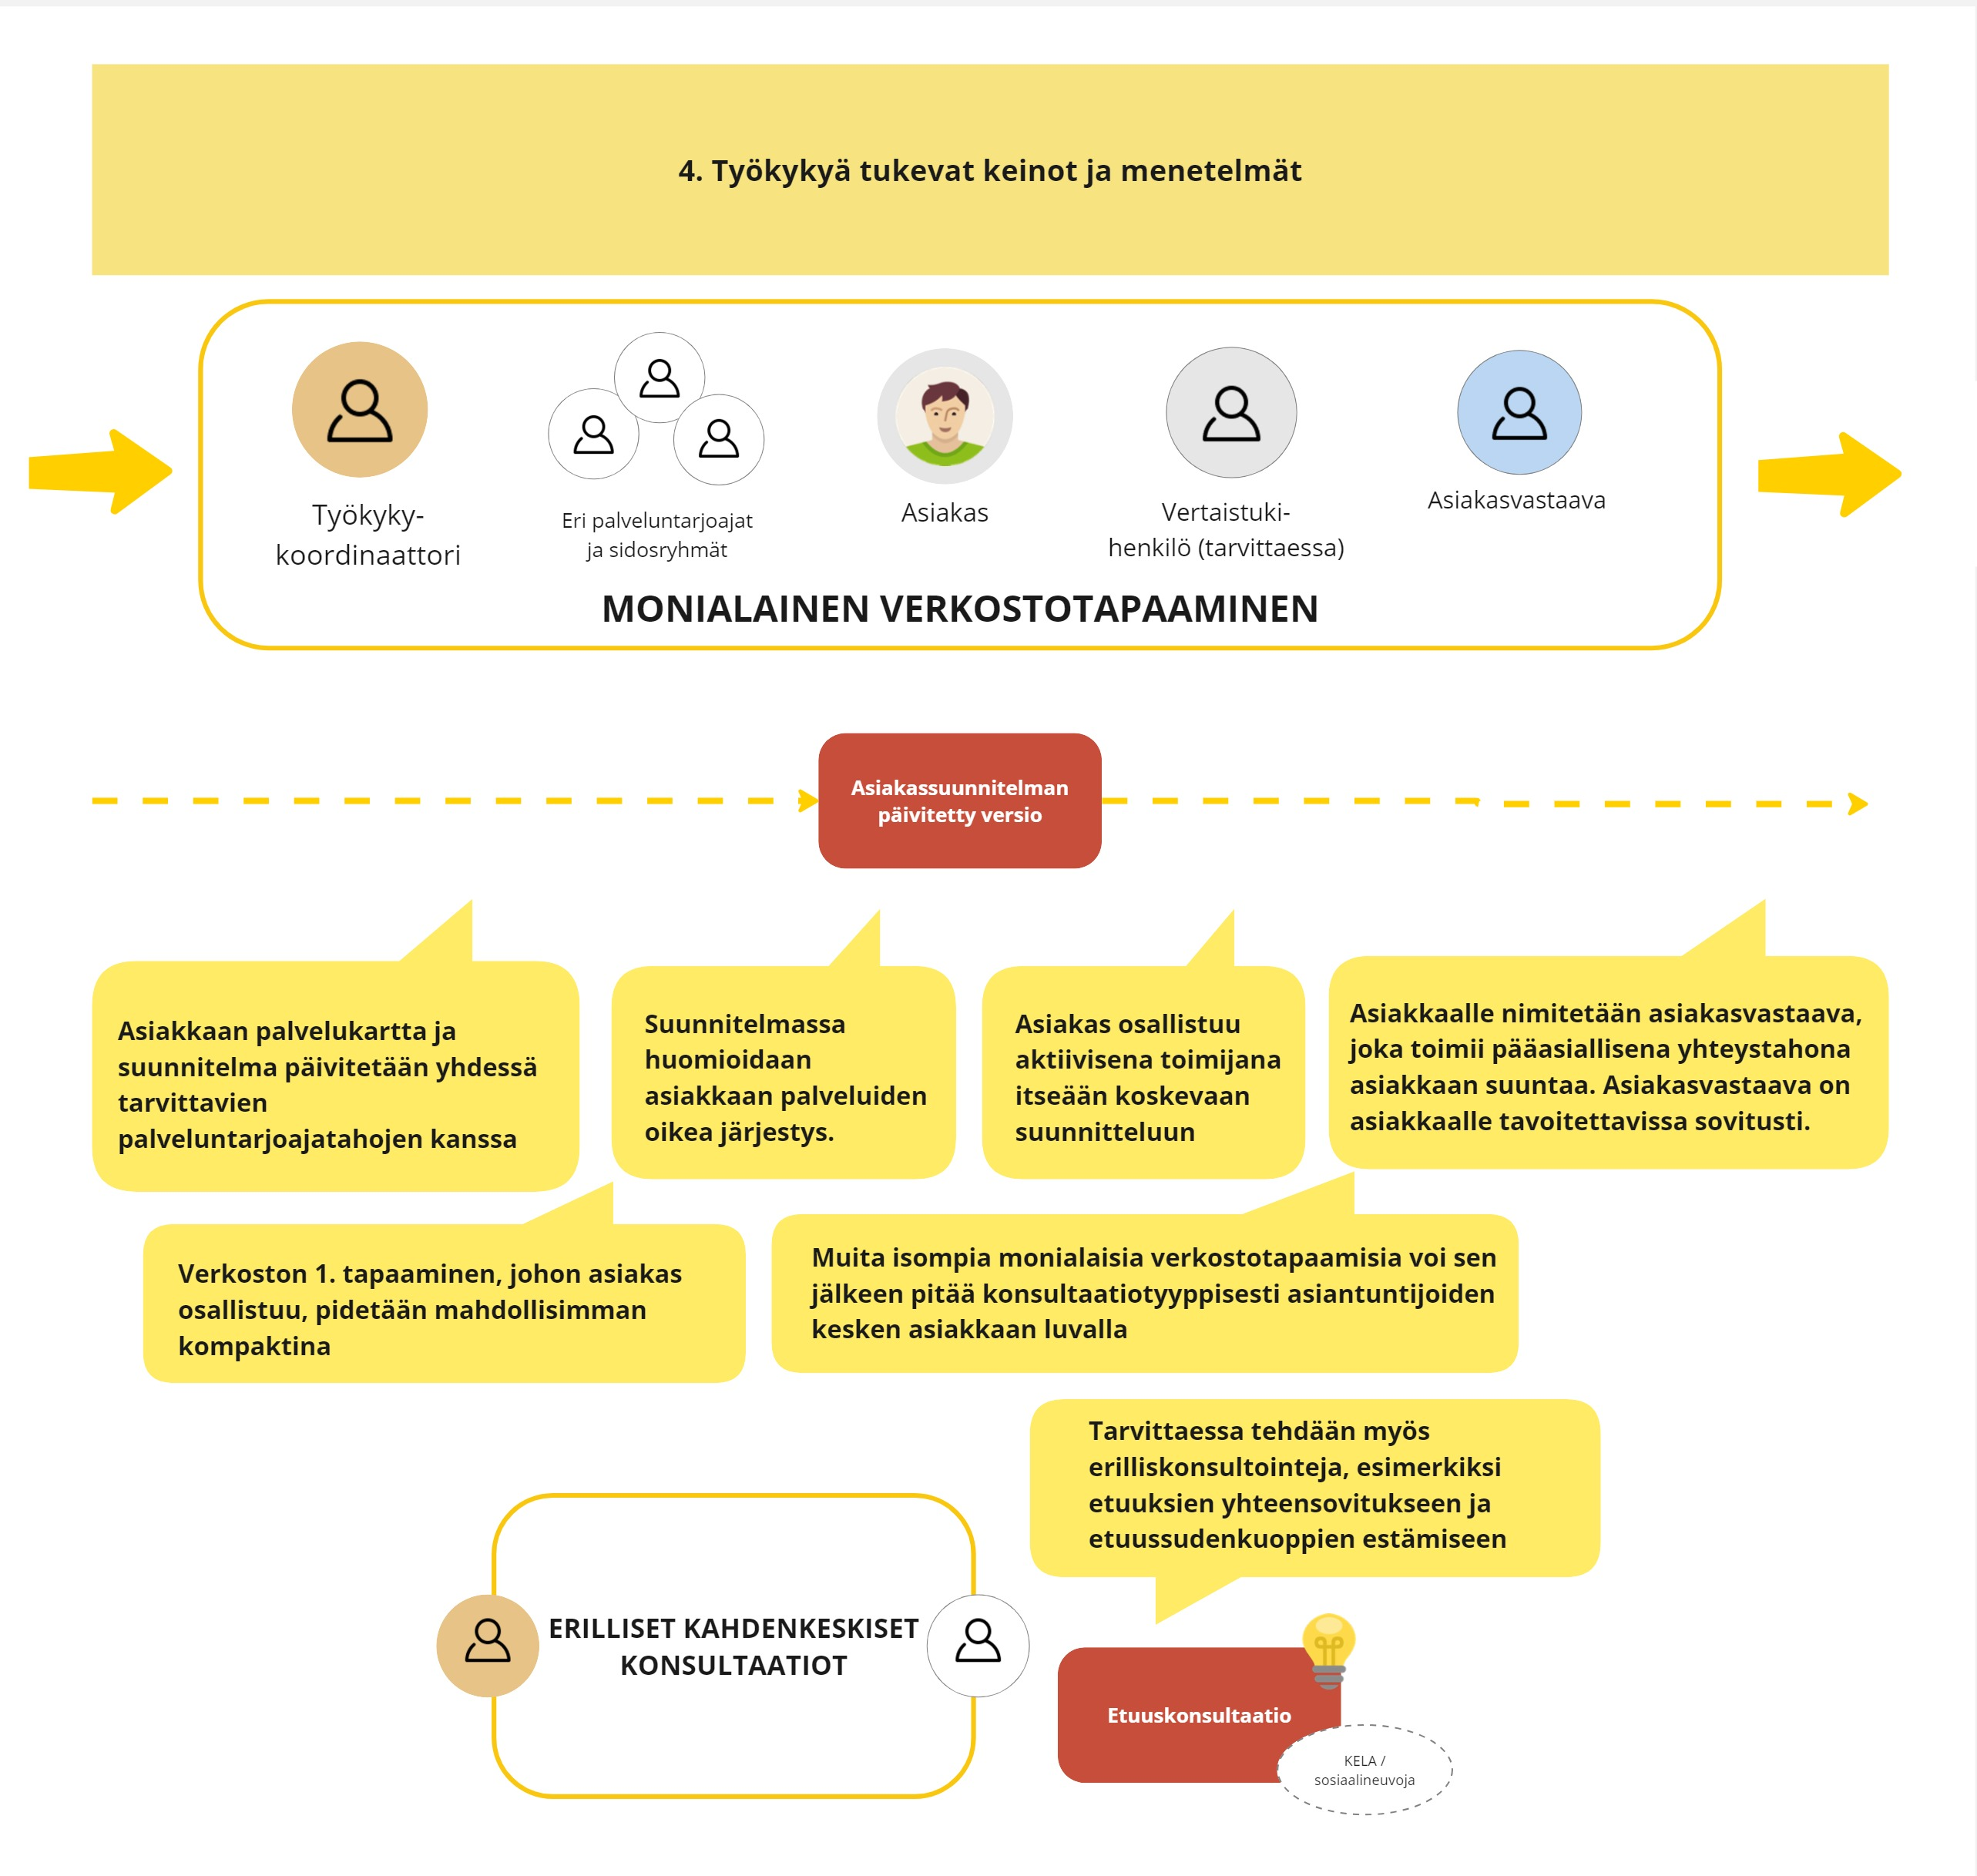 4. Työkykyä tukevat keinot ja menetelmät
Työkyky-
koordinaattori
Eri palveluntarjoajat
ja sidosryhmät
Asiakas
Vertaistuki-
henkilö (tarvittaessa)
Asiakasvastaava
MONIALAINEN VERKOSTOTAPAAMINEN
Asiakassuunnitelman
päivitetty versio
Asiakkaan palvelukartta ja
suunnitelma päivitetään yhdessä
tarvittavien
palveluntarjoajatahojen kanssa
Suunnitelmassa
huomioidaan
asiakkaan palveluiden
oikea järjestys.
Asiakas osallistuu
aktiivisena toimijana
itseään koskevaan
suunnitteluun
Asiakkaalle nimitetään asiakasvastaava,
joka toimii pääasiallisena yhteystahona
asiakkaan suuntaa. Asiakasvastaava on
asiakkaalle tavoitettavissa sovitusti.
Verkoston 1. tapaaminen, johon asiakas
osallistuu, pidetään mahdollisimman
kompaktina
Muita isompia monialaisia verkostotapaamisia voi sen
jälkeen pitää konsultaatiotyyppisesti asiantuntijoiden
kesken asiakkaan luvalla
Tarvittaessa tehdään myös
erilliskonsultointeja, esimerkiksi
etuuksien yhteensovitukseen ja
etuussudenkuoppien estämiseen
ERILLISET KAHDENKESKISET
KONSULTAATIOT
Etuuskonsultaatio
KELA /
sosiaalineuvoja